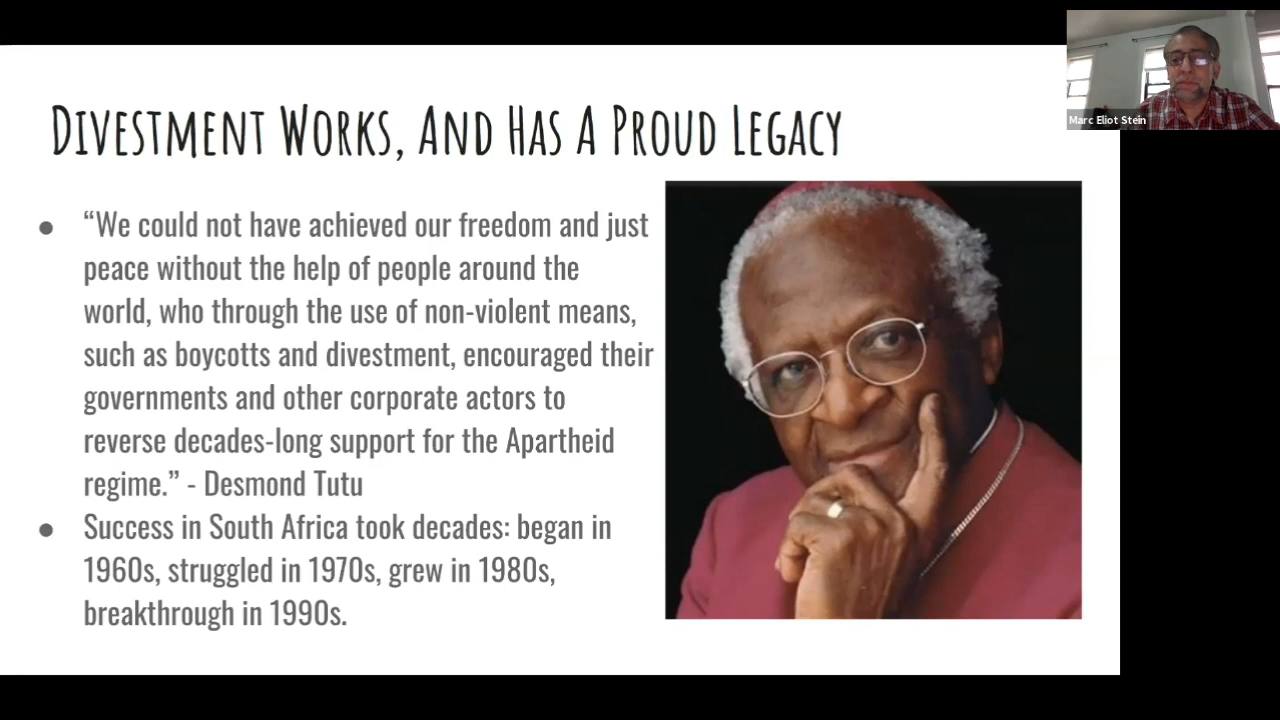 DIVESTMENT WORKS, AND HAS A PROUD LEGACY
Marc Eliot Stein
● “We could not have achieved our freedom and just
peace without the help of people around the
world, who through the use of non-violent means,
such as boycotts and divestment, encouraged their
governments and other corporate actors to
reverse decades-long support for the Apartheid
regime.” - Desmond Tutu
● Success in South Africa took decades: began in
1960s, struggled in 1970s, grew in 1980s,
breakthrough in 1990s.